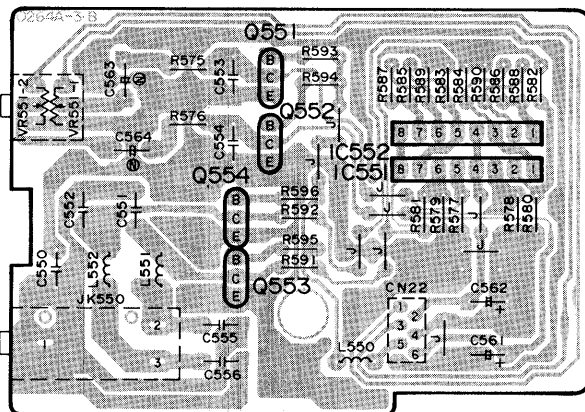 0264A-3-B
Q551
R593
R594
R575
C563
C553
R587
R585
R589
R583
R584
R590
R586
R588
R582
B
C
E
VR551-2
VR551-1
R576
C564
C554
Q552
B
C
E
8 7 6 5 4 3 2 1
IC552
IC551
8 7 6 5 4 3 2 1
J
J
Q554
B
C
E
R596
R592
R595
R591
J
J
J
J
J
J
R581
R579
R577
R578
R580
C552
C551
C550
L552
L551
B
C
E
Q553
JK550
1
2
3
C555
C556
L550
CN22
1
2
3
4
5
6
J
C562
+
C561
+